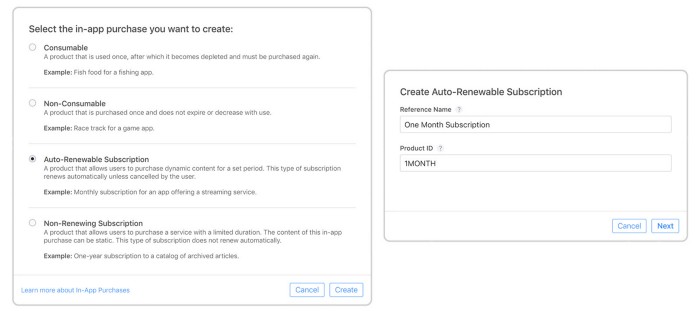 Select the in-app purchase you want to create:
Consumable
A product that is used once, after which it becomes depleted and must be purchased again.
Example: Fish food for a fishing app.
Non-Consumable
A product that is purchased once and does not expire or decrease with use.
Example: Race track for a game app.
Auto-Renewable Subscription
A product that allows users to purchase dynamic content for a set period. This type of subscription
renews automatically unless cancelled by the user.
Example: Monthly subscription for an app offering a streaming service.
Non-Renewing Subscription
A product that allows users to purchase a service with a limited duration. The content of this in-app
purchase can be static. This type of subscription does not renew automatically.
Example: One-year subscription to a catalog of archived articles.
Learn more about In-App Purchases
Cancel
Create
Create Auto-Renewable Subscription
Reference Name ?
One Month Subscription
Product ID ?
1MONTH
Cancel
Next